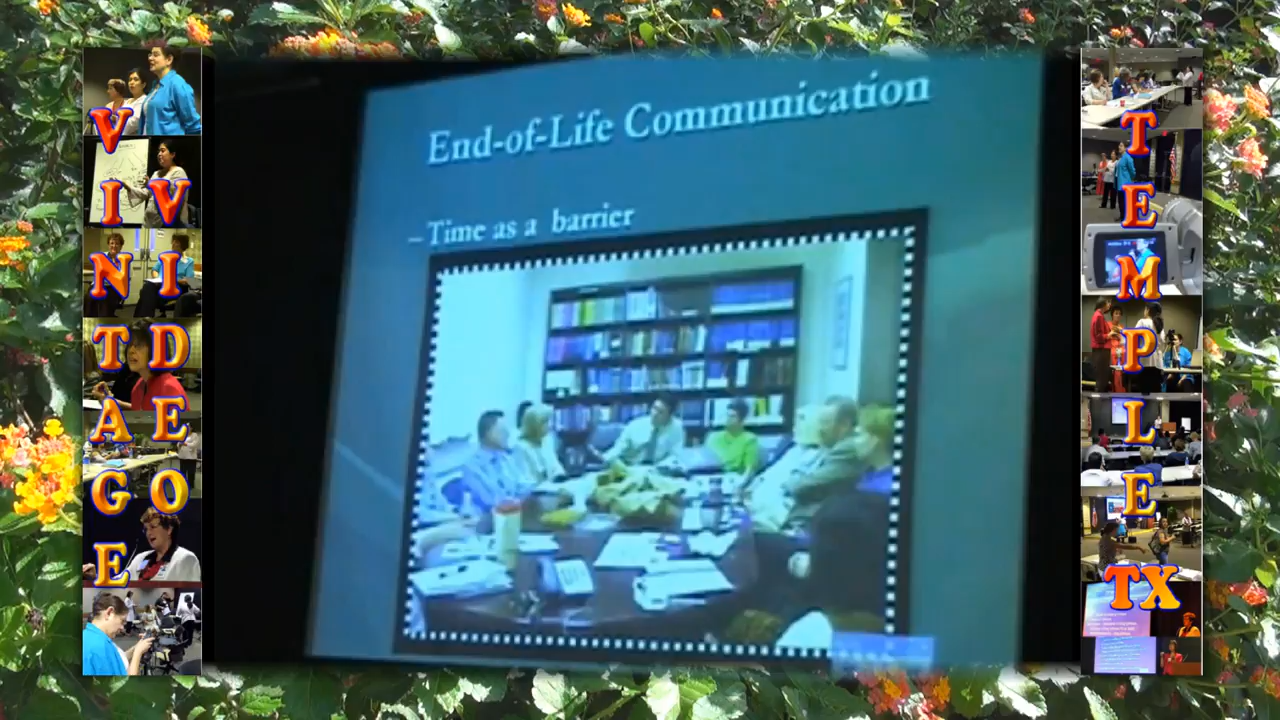 End-of-Life Communication
– Time as a barrier
VINTAGE
VIDEO
TEMPLE
TX